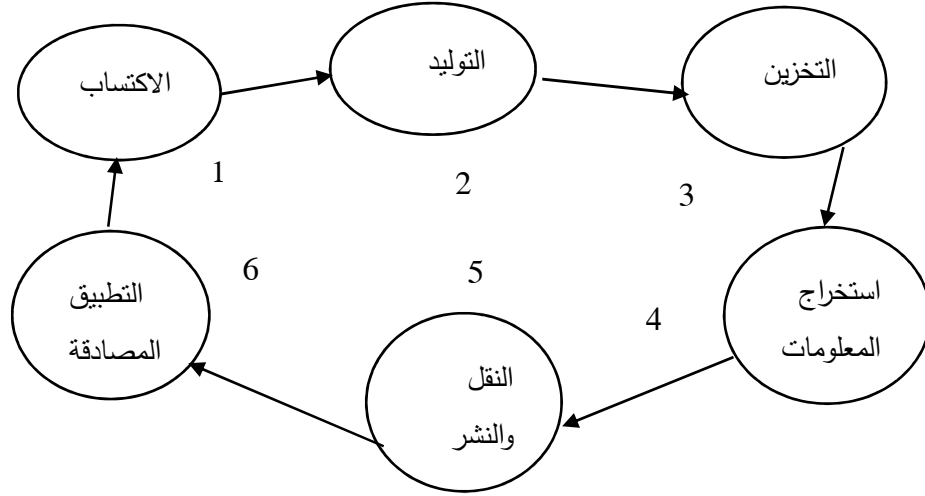 الاكتساب
1
التوليد
2
التخزين
3
استخراج
المعلومات
4
النقل
والنشر
5
التطبيق
المصادقة
6